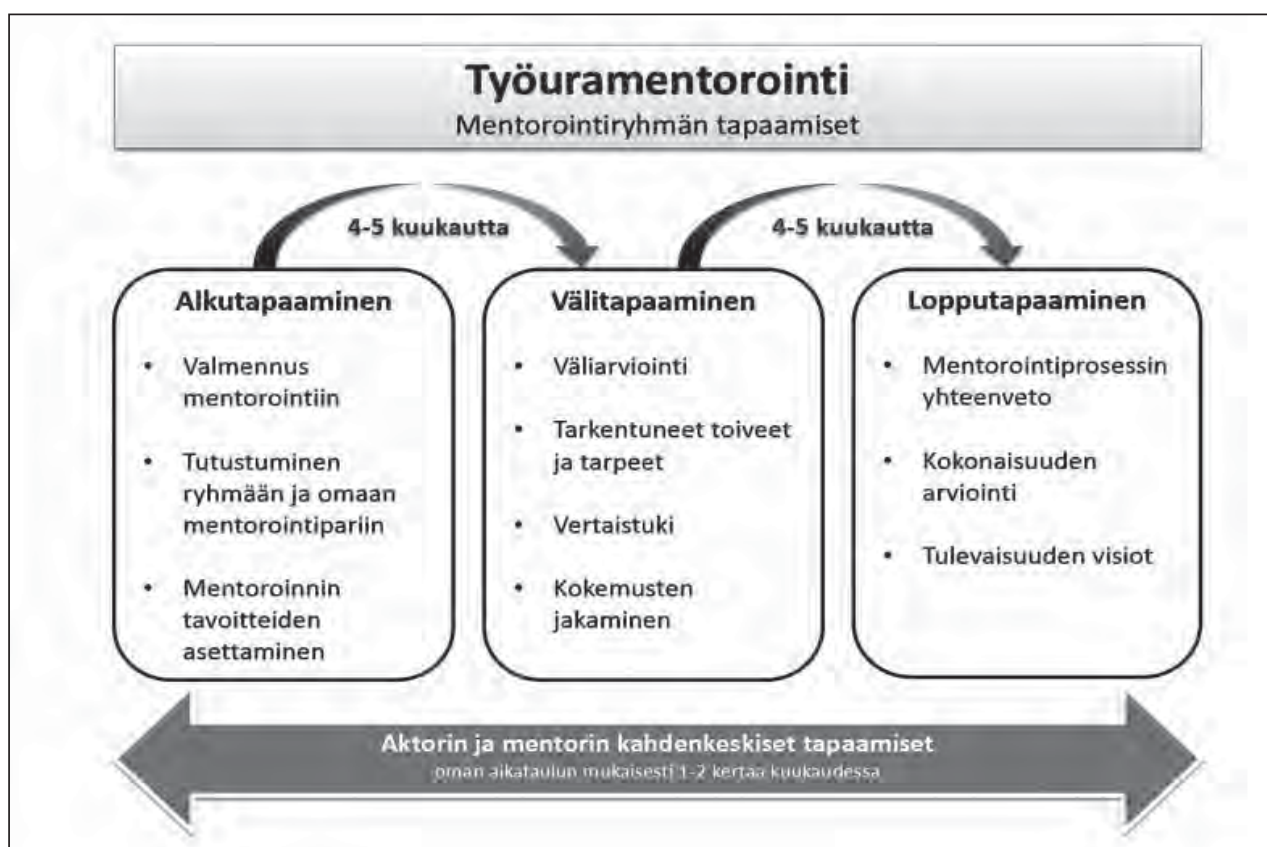 Työuramentorointi
Mentorointiryhmän tapaamiset
4-5 kuukautta
4-5 kuukautta
Alkutapaaminen
• Valmennus
mentorointiin
• Tutustuminen
ryhmään ja omaan
mentorointipariin
• Mentoroinnin
tavoitteiden
asettaminen
Välitapaaminen
• Väliarviointi
• Tarkentuneet toiveet
ja tarpeet
• Vertaistuki
• Kokemusten
jakaminen
Lopputapaaminen
• Mentorointiprosessin
yhteenveto
• Kokonaisuuden
arviointi
• Tulevaisuuden visiot
Aktorin ja mentorin kahdenkeskiset tapaamiset
oman aikataulun mukaisesti 1-2 kertaa kuukaudessa